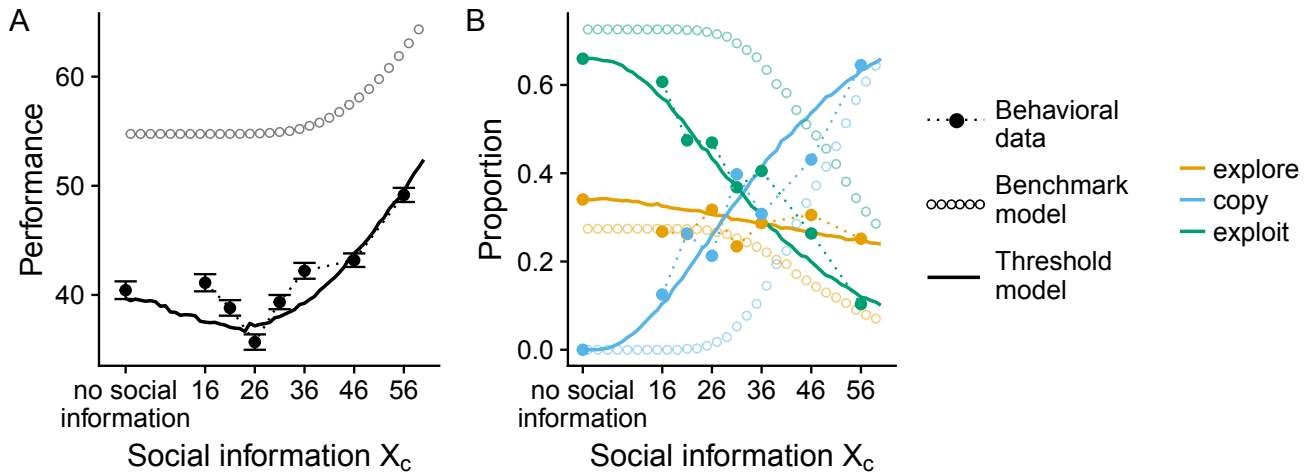 A
Performance
60
50
40
no social
information
16
26
36
46
56
Social information Xc
B
Proportion
0.6
0.4
0.2
0.0
no social
information
16
26
36
46
56
Social information Xc
Behavioral
data
Benchmark
model
Threshold
model
explore
copy
exploit